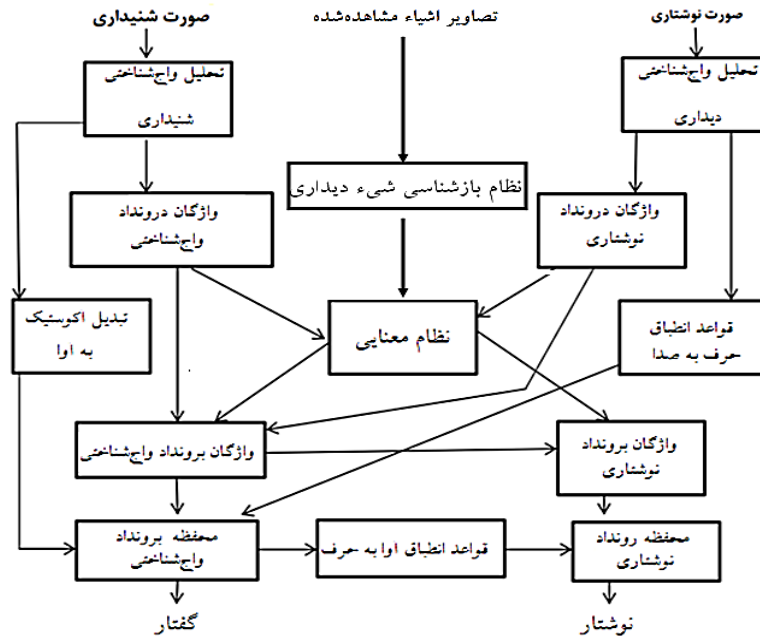 صورت نوشتاری
تصاویر اشیاء مشاهده‌شده
صورت شنیداری
تحلیل واج‌شناختی
دیداری
تحلیل واج‌شناختی
شنیداری
نظام بازشناسی شیء دیداری
واژگان درونداد
نوشتاری
واژگان درونداد
واج‌شناختی
قواعد انطباق
حرف به صدا
نظام معنایی
تبدیل اکوستیک
به اوا
واژگان برونداد
نوشتاری
واژگان برونداد واج‌شناختی
محفظه رونداد
نوشتاری
قواعد انطباق اوا به حرف
محفظه برونداد
واج‌شناختی
نوشتار
گفتار